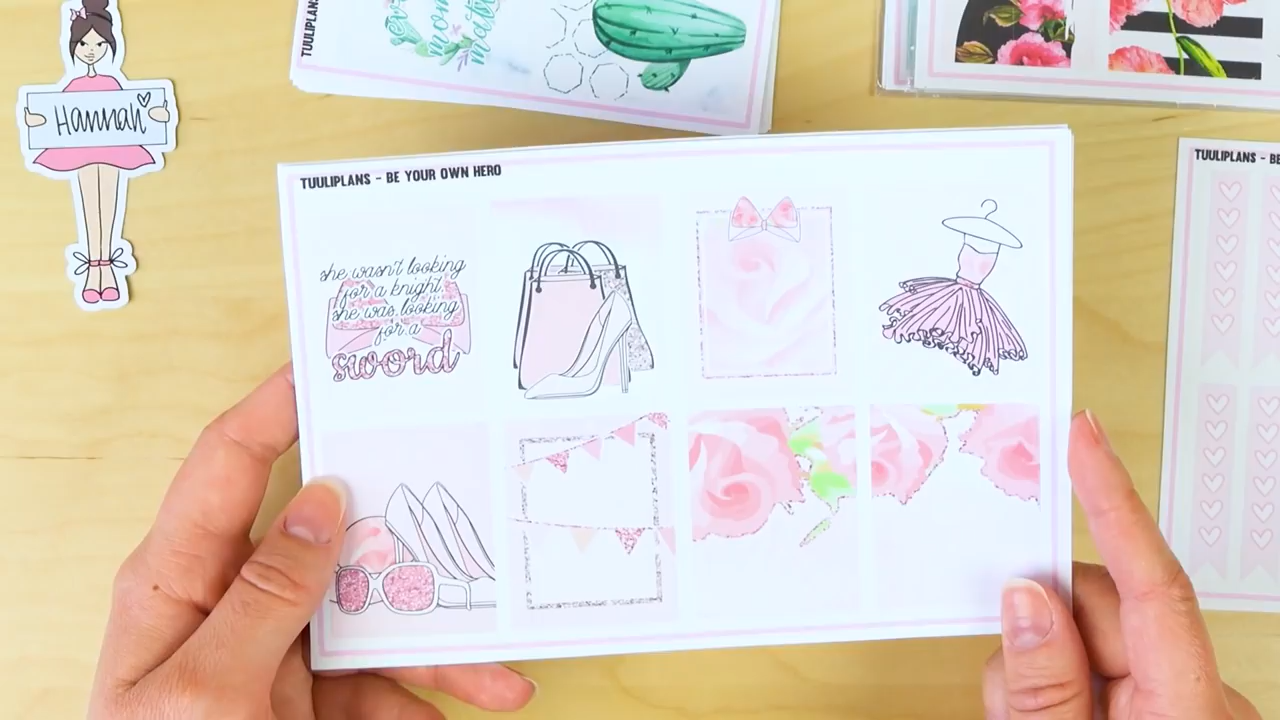 Hannah
TUULIPLANS
TUULIPLANS - BE YOUR OWN HERO
she wasn't looking
for a knight
she was looking
for a
sword
TUULIPLANS - BE